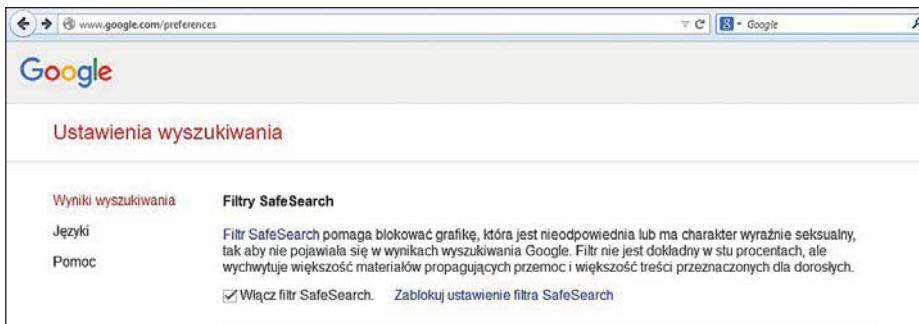 www.google.com/preferences
Google
Google
Ustawienia wyszukiwania
Wyniki wyszukiwania
Języki
Pomoc
Filtry SafeSearch
Filtr SafeSearch pomaga blokować grafikę, która jest nieodpowiednia lub ma charakter wyraźnie seksualny,
tak aby nie pojawiała się w wynikach wyszukiwania Google. Filtr nie jest dokładny w stu procentach, ale
wychwytuje większość materiałów propagujących przemoc i większość treści przeznaczonych dla dorosłych.
Włącz filtr SafeSearch. Zablokuj ustawienie filtra SafeSearch